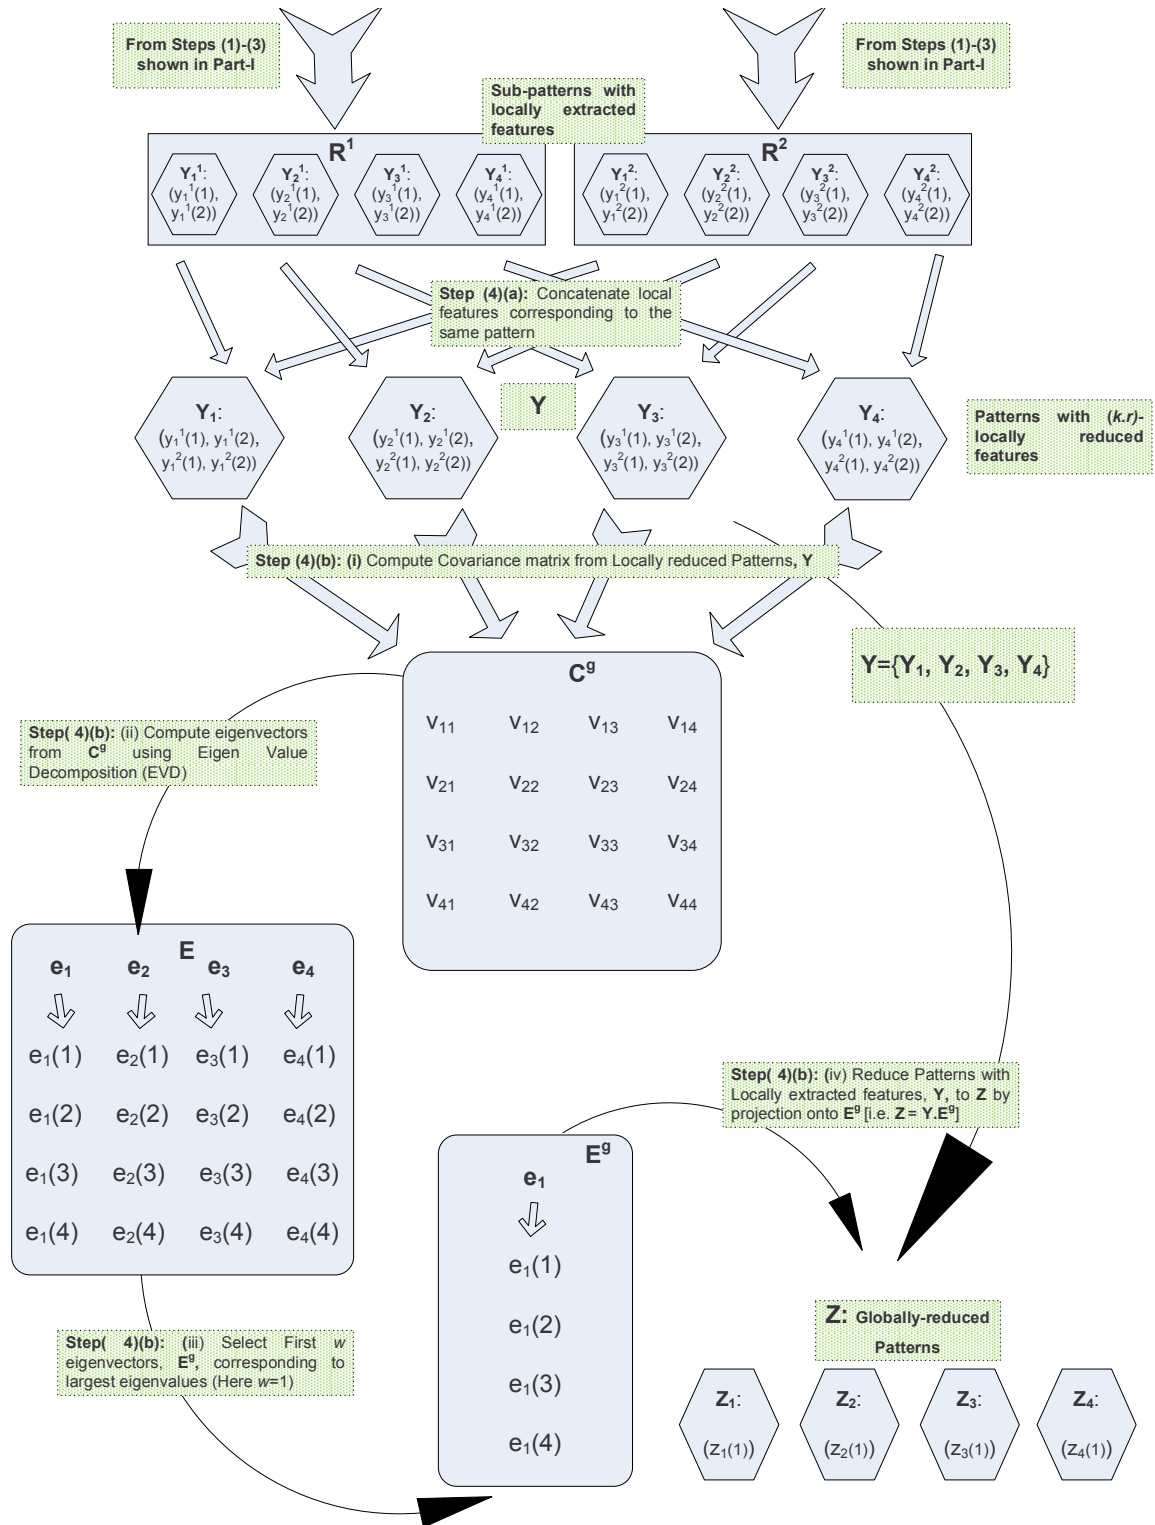 From Steps (1)-(3)
shown in Part-I
From Steps (1)-(3)
shown in Part-I
Sub-patterns with
locally extracted
features
R¹
R²
Y₁¹:
(y₁¹(1),
y₁¹(2))
Y₂¹:
(y₂¹(1),
y₂¹(2))
Y₃¹:
(y₃¹(1),
y₃¹(2))
Y₄¹:
(y₄¹(1),
y₄¹(2))
Y₁²:
(y₁²(1),
y₁²(2))
Y₂²:
(y₂²(1),
y₂²(2))
Y₃²:
(y₃²(1),
y₃²(2))
Y₄²:
(y₄²(1),
y₄²(2))
Step (4)(a): Concatenate local
features corresponding to the
same pattern
Y₁:
(y₁¹(1), y₁¹(2),
y₁²(1), y₁²(2))
Y₂:
(y₂¹(1), y₂¹(2),
y₂²(1), y₂²(2))
Y
Y₃:
(y₃¹(1), y₃¹(2),
y₃²(1), y₃²(2))
Y₄:
(y₄¹(1), y₄¹(2),
y₄²(1), y₄²(2))
Patterns with (k.r)-
locally reduced
features
Step (4)(b): (i) Compute Covariance matrix from Locally reduced Patterns, Y
Y={Y₁, Y₂, Y₃, Y₄}
Cᵍ
v₁₁ v₁₂ v₁₃ v₁₄
v₂₁ v₂₂ v₂₃ v₂₄
v₃₁ v₃₂ v₃₃ v₃₄
v₄₁ v₄₂ v₄₃ v₄₄
Step( 4)(b): (ii) Compute eigenvectors
from Cᵍ using Eigen Value
Decomposition (EVD)
E
e₁ e₂ e₃ e₄
e₁(1) e₂(1) e₃(1) e₄(1)
e₁(2) e₂(2) e₃(2) e₄(2)
e₁(3) e₂(3) e₃(3) e₄(3)
e₁(4) e₂(4) e₃(4) e₄(4)
Step( 4)(b): (iv) Reduce Patterns with
Locally extracted features, Y, to Z by
projection onto Eᵍ [i.e. Z = Y.Eᵍ]
Eᵍ
e₁
e₁(1)
e₁(2)
e₁(3)
e₁(4)
Step( 4)(b): (iii) Select First w
eigenvectors, Eᵍ, corresponding to
largest eigenvalues (Here w=1)
Z: Globally-reduced
Patterns
Z₁:
(z₁(1))
Z₂:
(z₂(1))
Z₃:
(z₃(1))
Z₄:
(z₄(1))